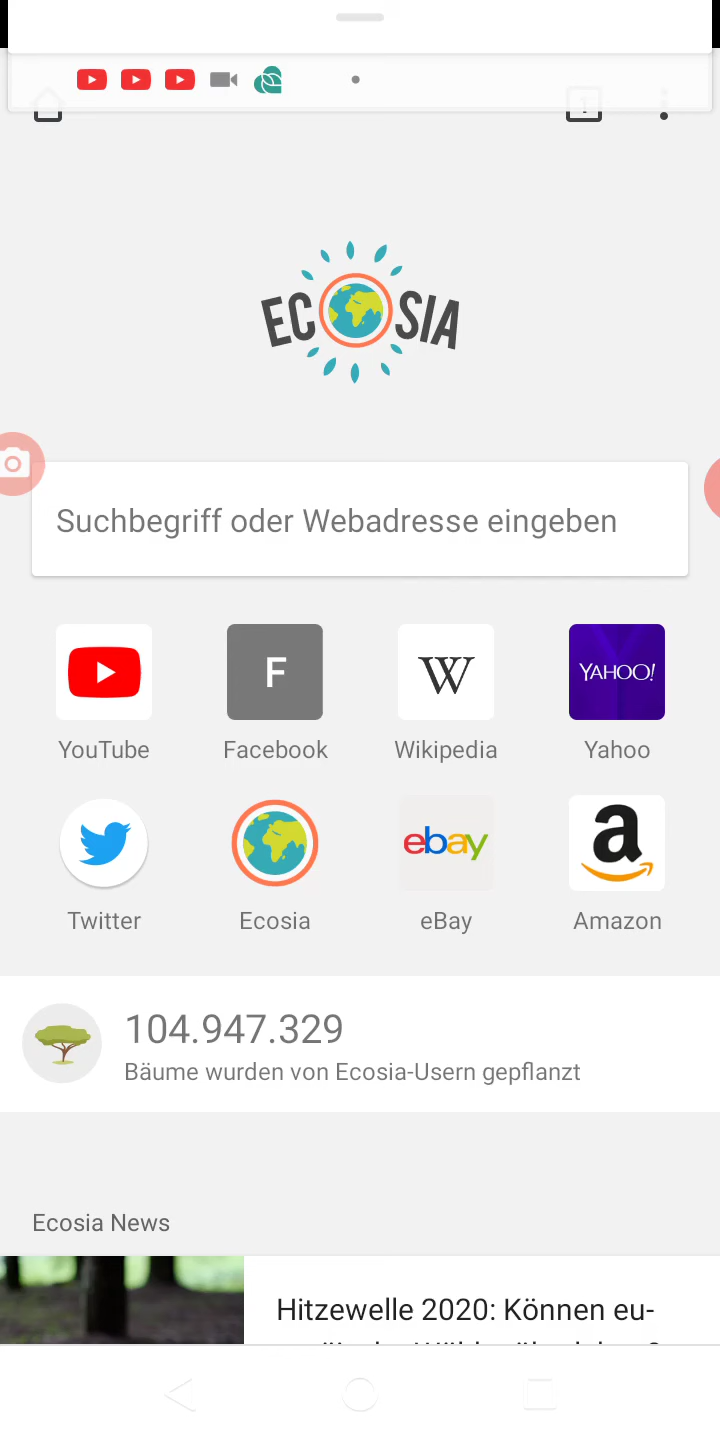 1
ECOSIA
Suchbegriff oder Webadresse eingeben
F
W
YAHOO!
YouTube
Facebook
Wikipedia
Yahoo
ebay
a
Twitter
Ecosia
eBay
Amazon
104.947.329
Bäume wurden von Ecosia-Usern gepflanzt
Ecosia News
Hitzewelle 2020: Können eu-